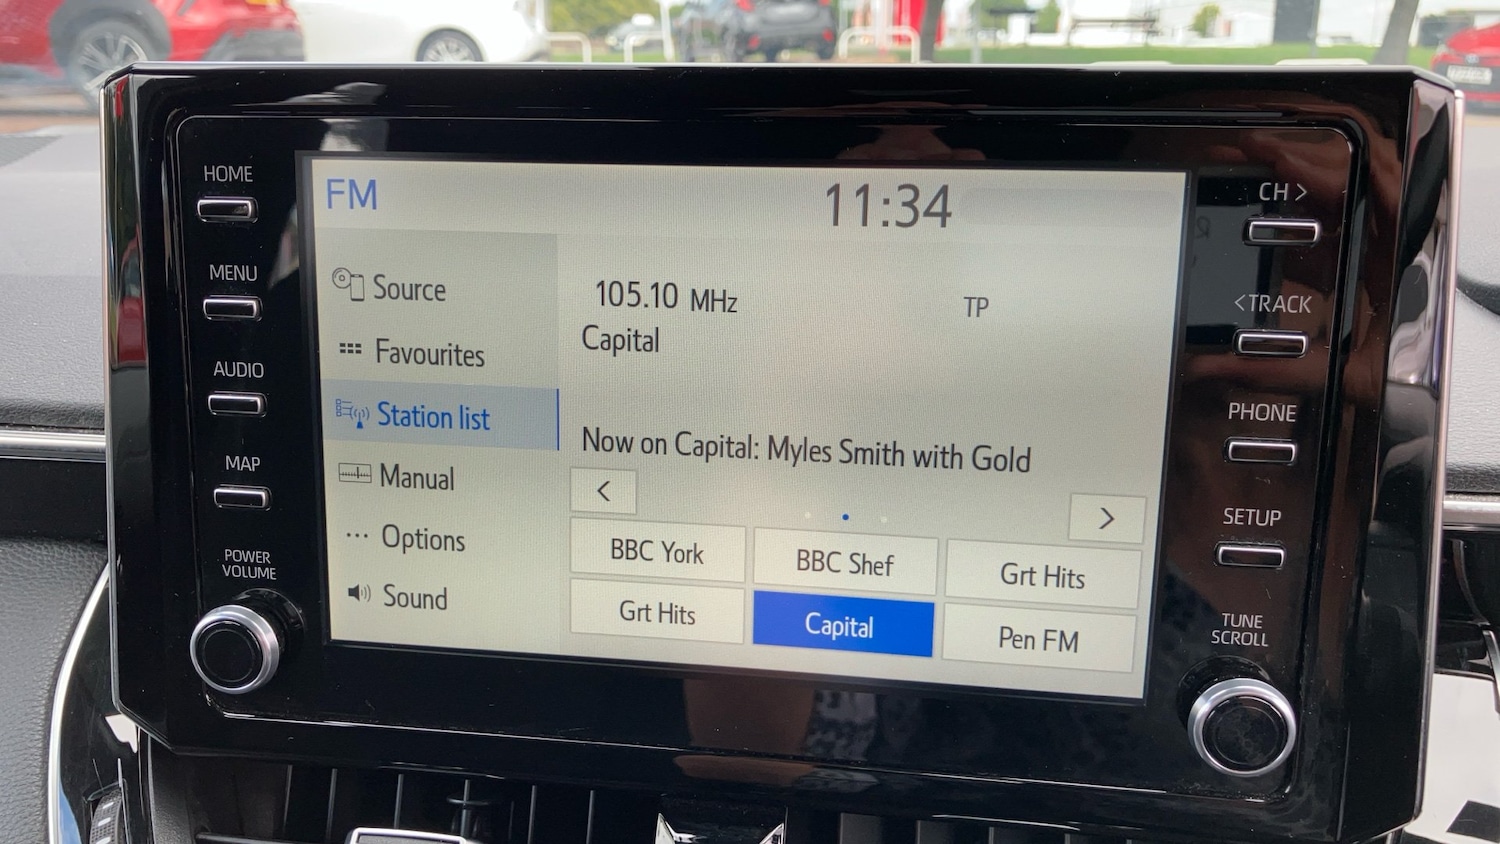 HOME
MENU
AUDIO
MAP
POWER
VOLUME
FM
11:34
Source
Favourites
Station list
Manual
Options
Sound
105.10 MHz
TP
Capital
Now on Capital: Myles Smith with Gold
<
>
BBC York
BBC Shef
Grt Hits
Grt Hits
Capital
Pen FM
CH >
< TRACK
PHONE
SETUP
TUNE
SCROLL